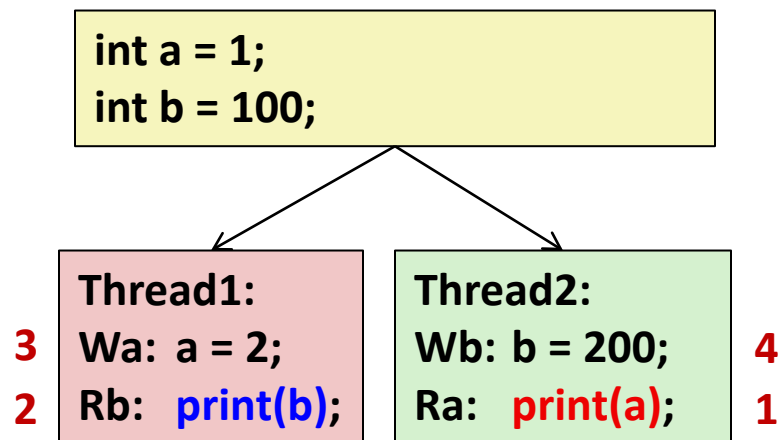 int a = 1;
int b = 100;
Thread1:
3 Wa: a = 2;
2 Rb: print(b);
Thread2:
Wb: b = 200; 4
Ra: print(a); 1